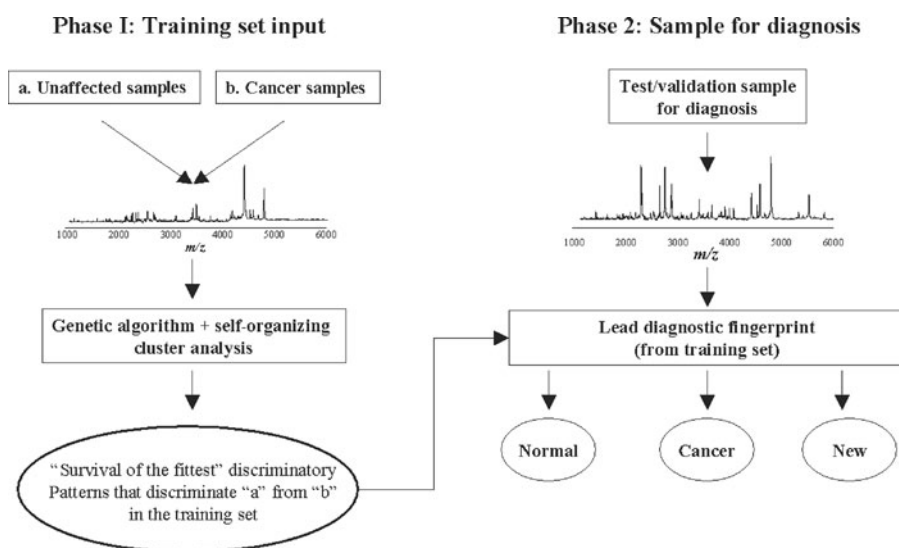 Phase I: Training set input
a. Unaffected samples
b. Cancer samples
1000 2000 3000 4000 5000 6000
m/z
Genetic algorithm + self-organizing
cluster analysis
“Survival of the fittest” discriminatory
Patterns that discriminate “a” from “b”
in the training set
Phase 2: Sample for diagnosis
Test/validation sample
for diagnosis
1000 2000 3000 4000 5000 6000
m/z
Lead diagnostic fingerprint
(from training set)
Normal
Cancer
New